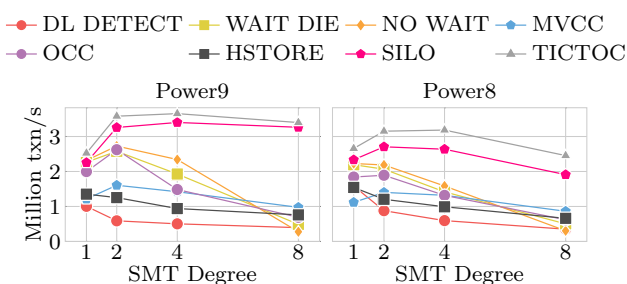 DL DETECT WAIT DIE NO WAIT MVCC
OCC HSTORE SILO TICTOC
Power9 Power8
Million txn/s
3
2
1
0
1 2 4 8 1 2 4 8
SMT Degree SMT Degree